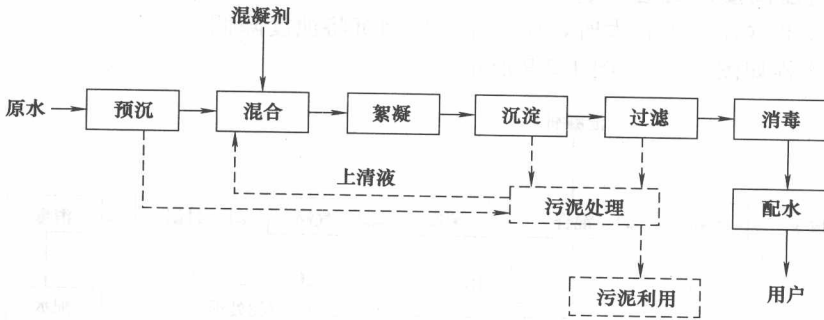 混凝剂
原水
预沉
混合
絮凝
沉淀
过滤
消毒
上清液
污泥处理
配水
污泥利用
用户